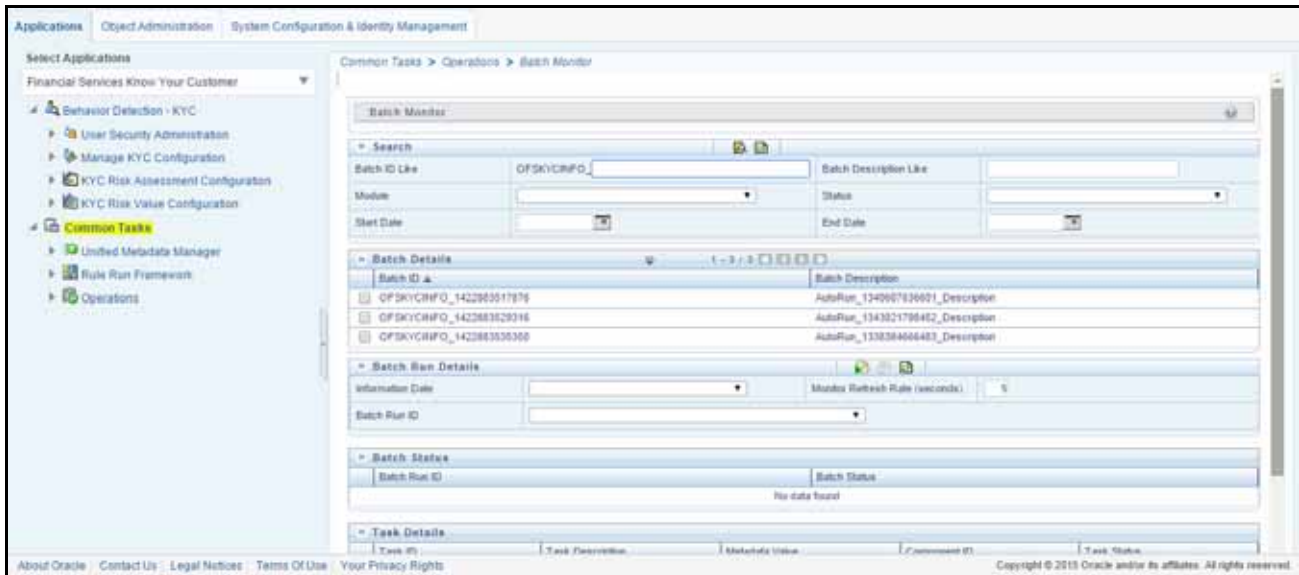 Applications Object Administration System Configuration & Identity Management
Select Applications
Financial Services Know Your Customer
Behavior Detection - KYC
User Security Administration
Manage KYC Configuration
KYC Risk Assessment Configuration
KYC Risk Value Configuration
Common Tasks
Unified Metadata Manager
Rule Run Framework
Operations
Common Tasks > Operations > Batch Monitor
Batch Monitor
Search
Batch ID Like OFSKYCINFO_ Batch Description Like
Module Status
Start Date End Date
Batch Details 1 - 3 / 3
Batch ID Batch Description
OFSKYCINFO_1422883517876
OFSKYCINFO_1422883529316
AutoRun_1343821798462_Description
Batch Run Details
Information Date Monitor Refresh Rate (seconds) 5
Batch Run ID
Batch Status
Batch Run ID Batch Status
No data found
Task Details
Task ID Task Description Metadata Value Component ID Task Status
About Oracle Contact Us Legal Notices Terms Of Use Your Privacy Rights
Copyright © 2015 Oracle and/or its affiliates. All rights reserved.